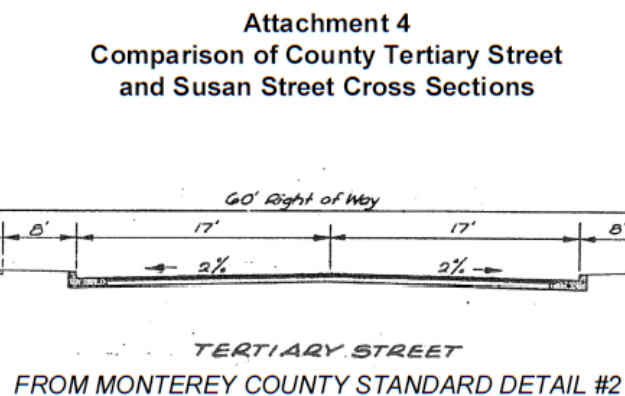 Attachment 4
Comparison of County Tertiary Street
and Susan Street Cross Sections
60' Right of Way
8' 17' 17' 8'
2% 2%
TERTIARY STREET
FROM MONTEREY COUNTY STANDARD DETAIL #2